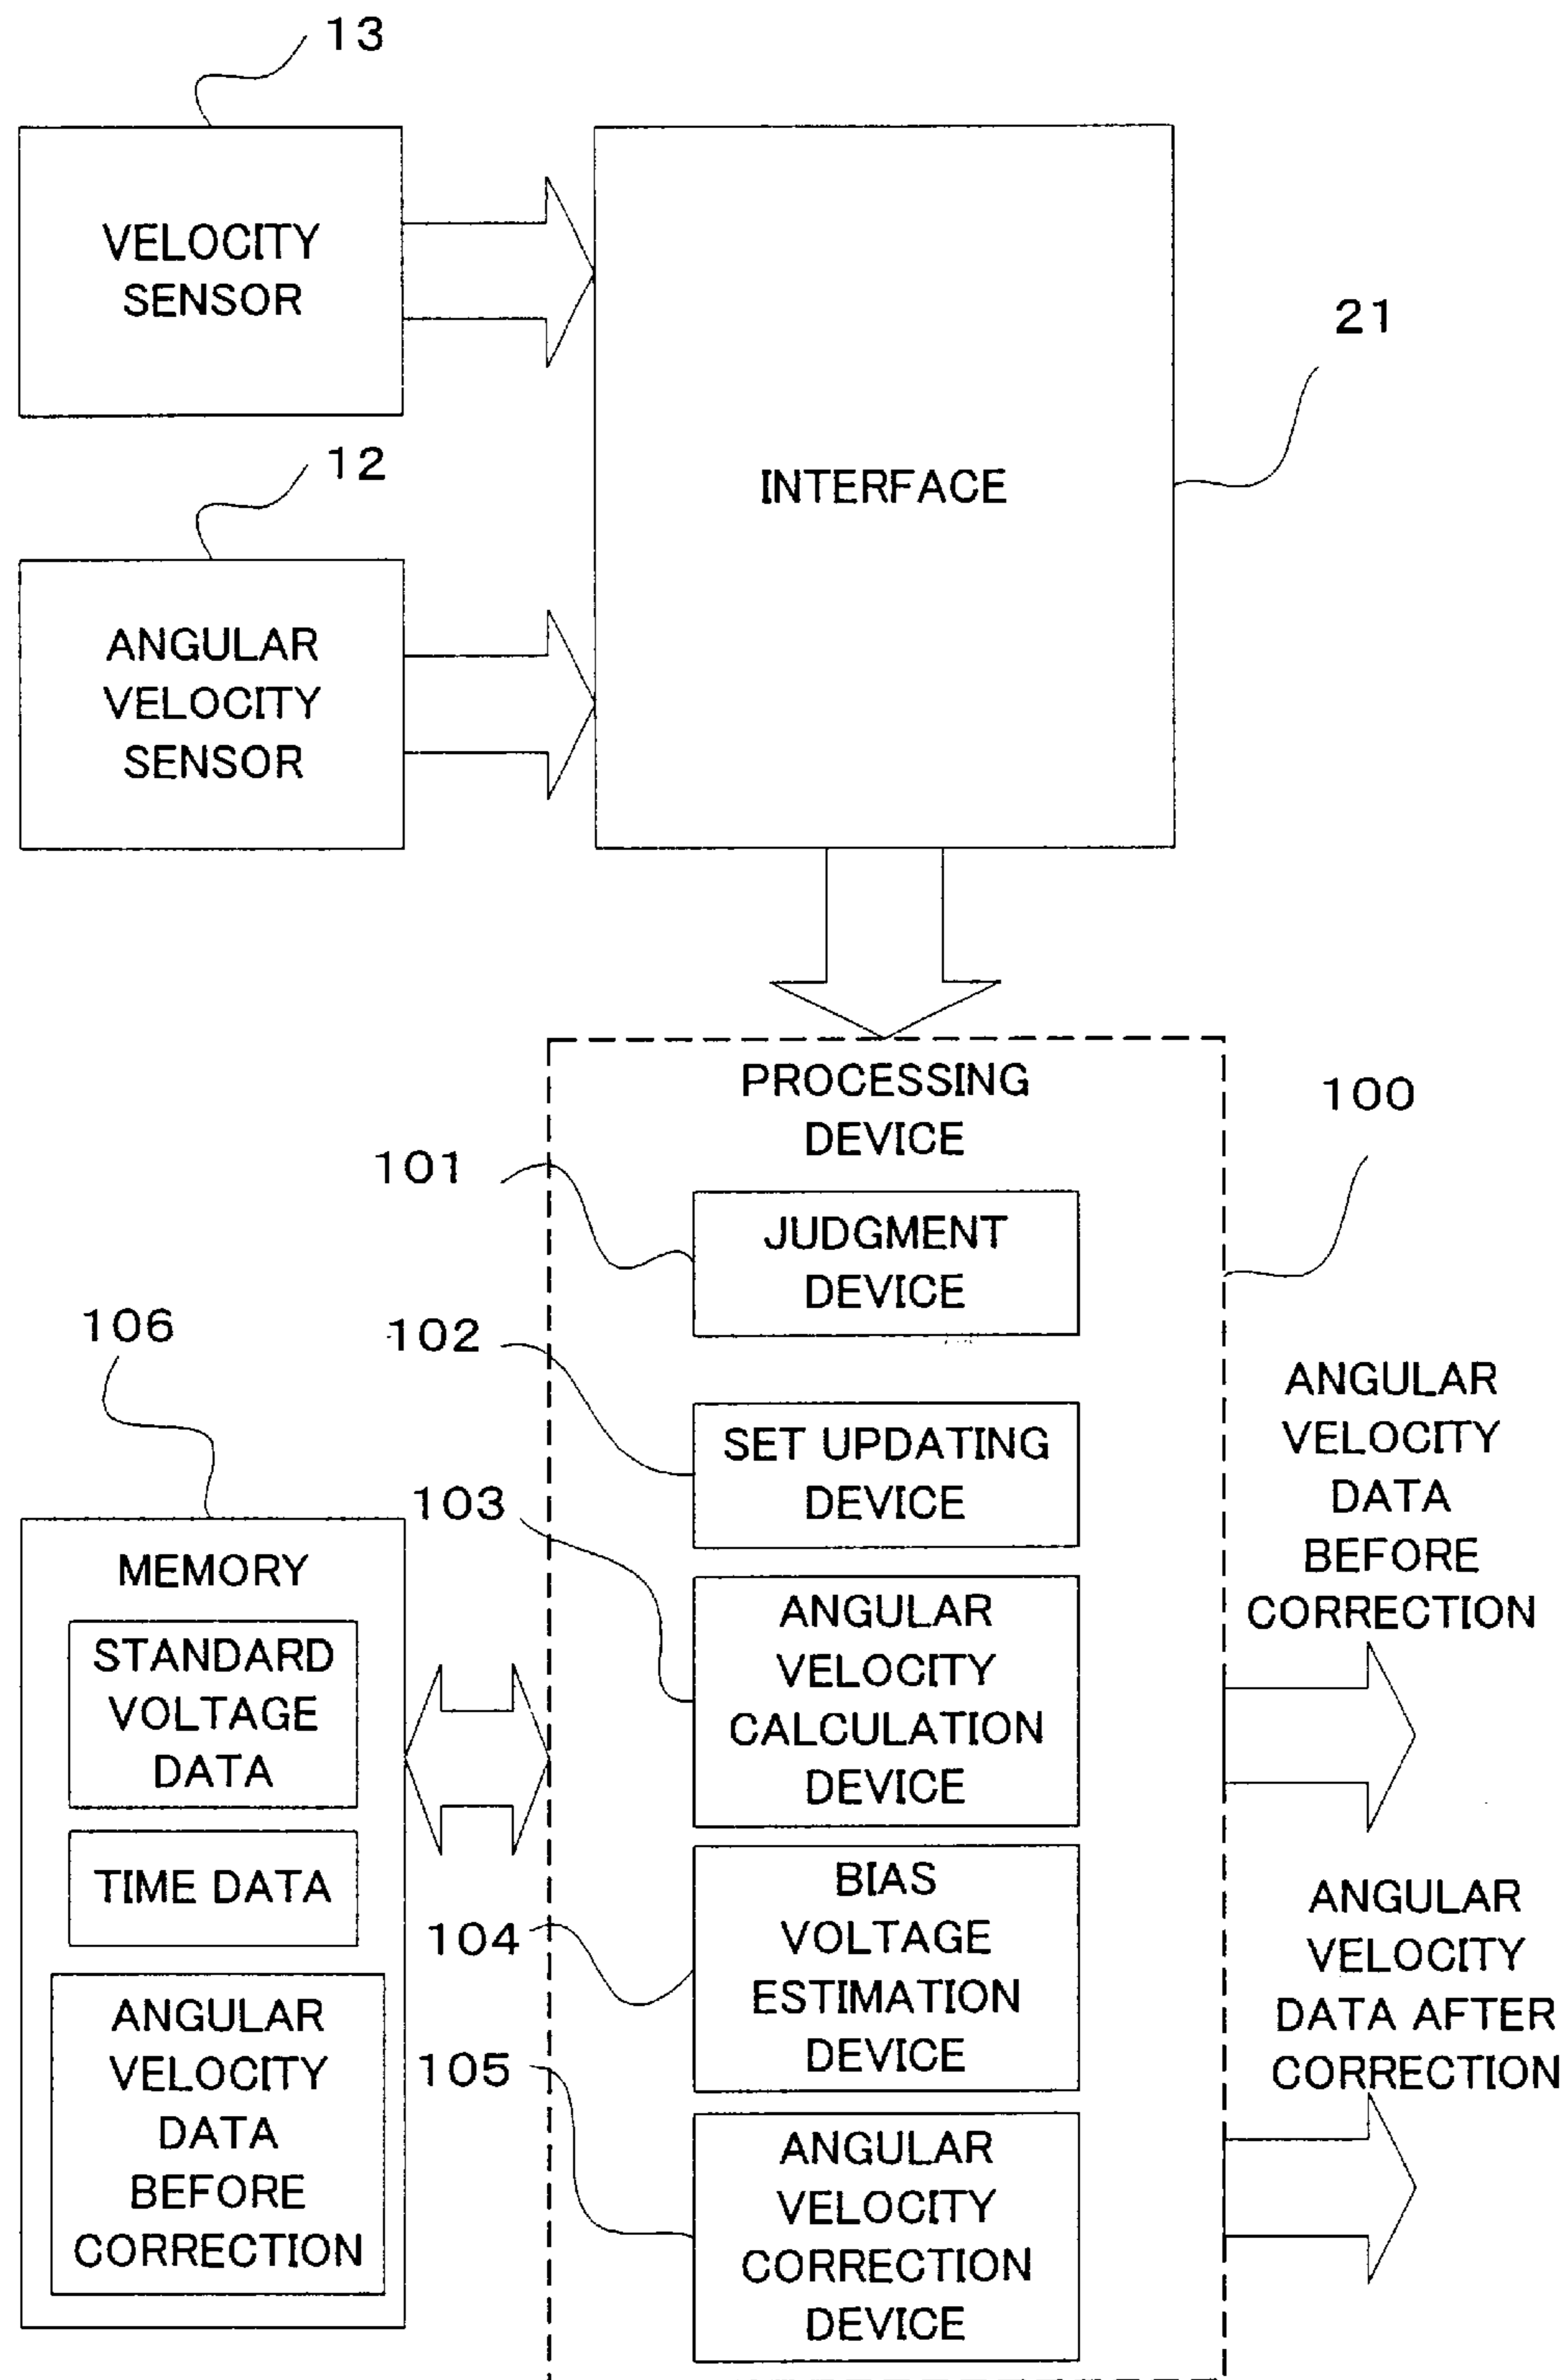 13
VELOCITY
SENSOR
21
12
INTERFACE
ANGULAR
VELOCITY
SENSOR
PROCESSING
DEVICE
100
101
JUDGMENT
DEVICE
106
102
SET UPDATING
DEVICE
103
ANGULAR
VELOCITY
DATA
BEFORE
CORRECTION
MEMORY
STANDARD
VOLTAGE
DATA
TIME DATA
ANGULAR
VELOCITY
DATA
BEFORE
CORRECTION
ANGULAR
VELOCITY
CALCULATION
DEVICE
104
BIAS
VOLTAGE
ESTIMATION
DEVICE
ANGULAR
VELOCITY
DATA AFTER
CORRECTION
105
ANGULAR
VELOCITY
CORRECTION
DEVICE